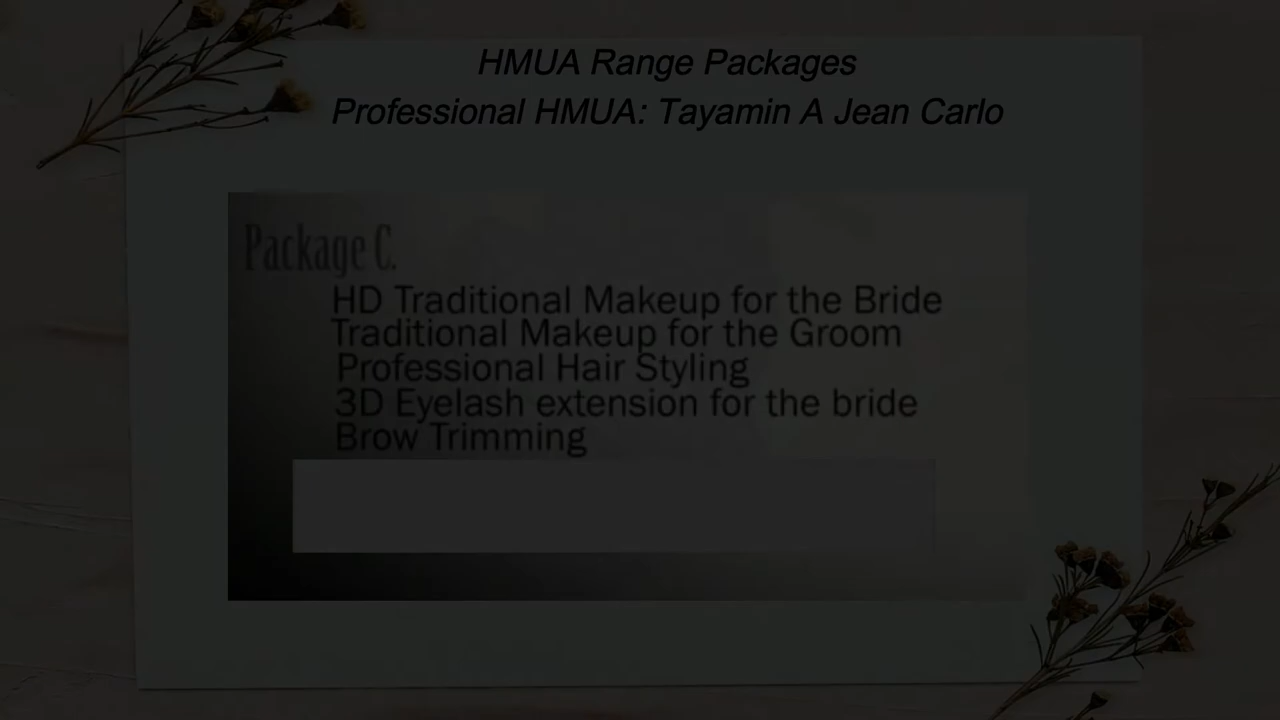 HMUA Range Packages
Professional HMUA: Tayamin A Jean Carlo
Package C.
HD Traditional Makeup for the Bride
Traditional Makeup for the Groom
Professional Hair Styling
3D Eyelash extension for the bride
Brow Trimming